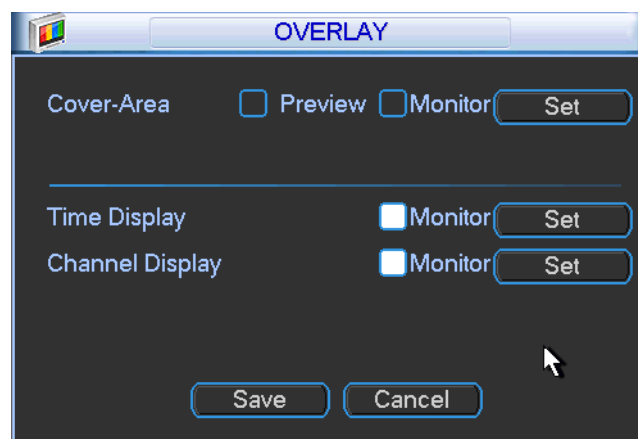 OVERLAY
Cover-Area Preview Monitor Set
Time Display Monitor Set
Channel Display Monitor Set
Save Cancel